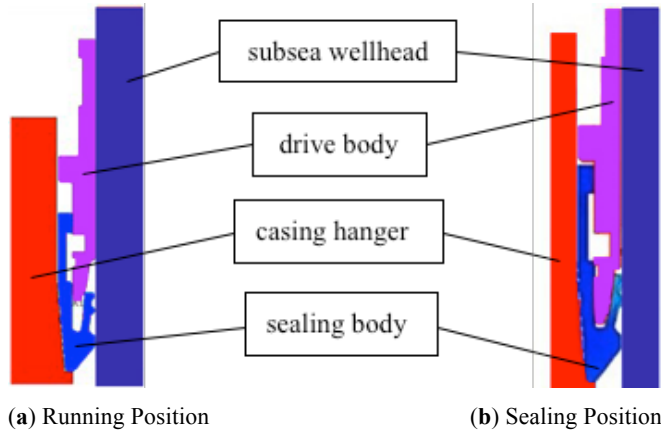 subsea wellhead
drive body
casing hanger
sealing body
(a) Running Position
(b) Sealing Position